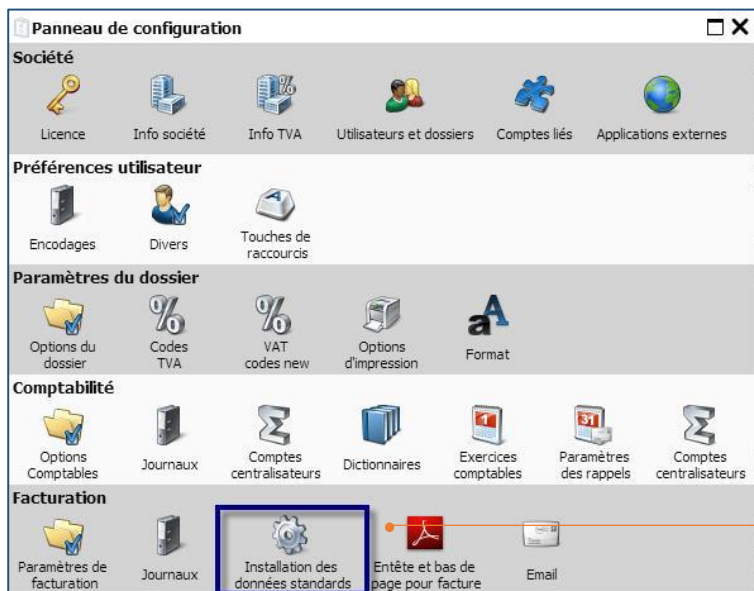 Panneau de configuration
Société
Licence
Info société
Info TVA
Utilisateurs et dossiers
Comptes liés
Applications externes
Préférences utilisateur
Encodages
Divers
Touches de
raccourcis
Paramètres du dossier
Options du
dossier
Codes
TVA
VAT
codes new
Options
d'impression
Format
Comptabilité
Options
Comptables
Journaux
Comptes
centralisateurs
Dictionnaires
Exercices
comptables
Paramètres
des rappels
Comptes
centralisateurs
Facturation
Paramètres de
facturation
Journaux
Installation des
données standards
Entête et bas de
page pour facture
Email